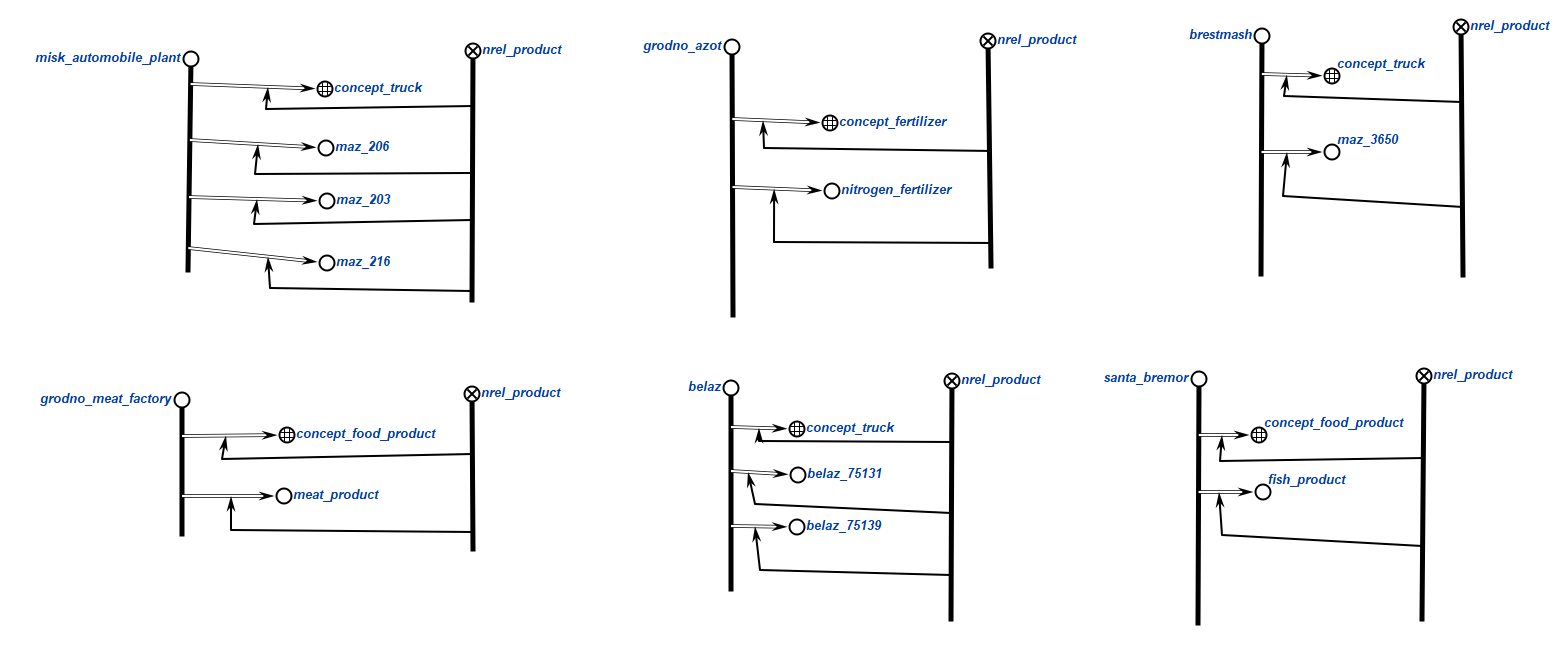 misk_automobile_plant
nrel_product
concept_truck
maz_206
maz_203
maz_216
grodno_azot
nrel_product
concept_fertilizer
nitrogen_fertilizer
brestmash
nrel_product
concept_truck
maz_3650
grodno_meat_factory
nrel_product
concept_food_product
meat_product
belaz
nrel_product
concept_truck
belaz_75131
belaz_75139
santa_bremor
nrel_product
concept_food_product
fish_product